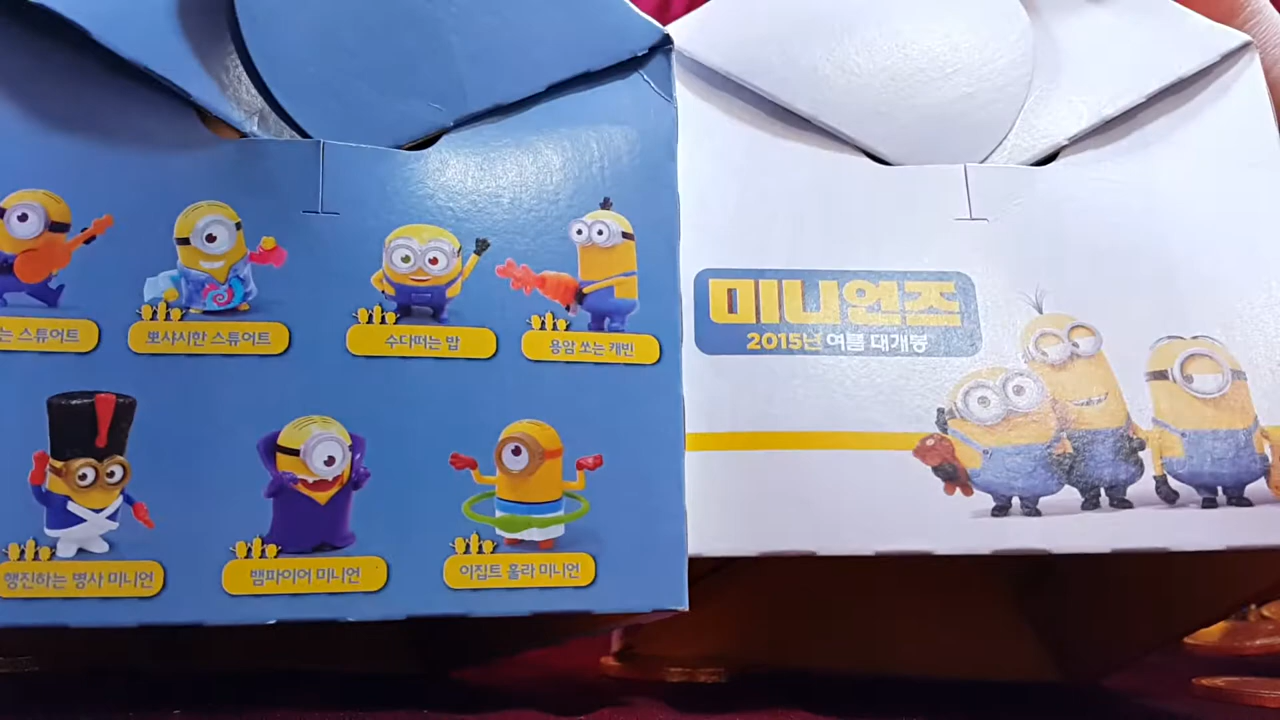 는 스튜어트
뽀샤시한 스튜어트
수다떠는 밥
용암 쏘는 캐빈
행진하는 병사 미니언
뱀파이어 미니언
이집트 훌라 미니언
미니언즈
2015년 여름 대개봉